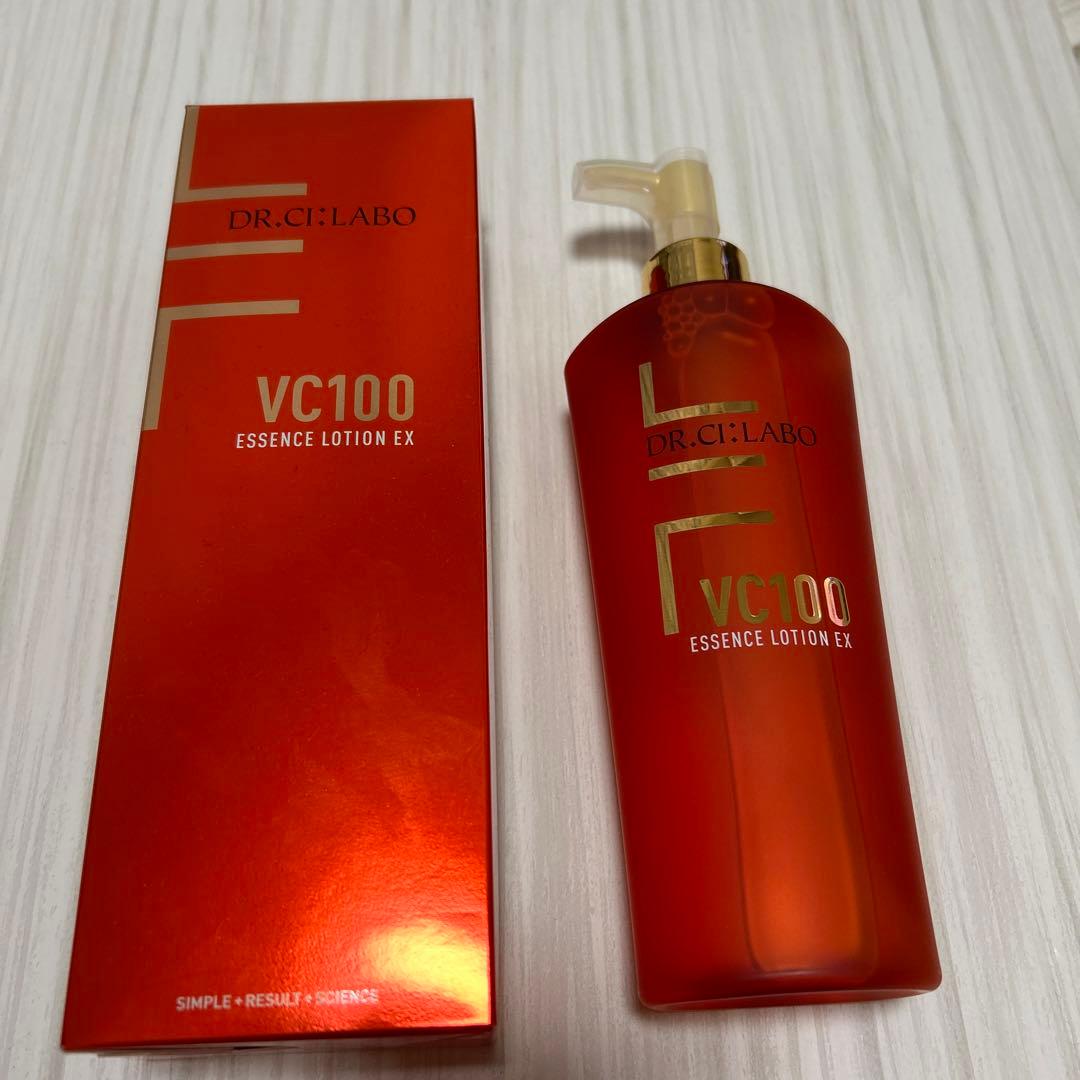 DR.CI:LABO
VC100
ESSENCE LOTION EX
SIMPLE+RESULT+SCIENCE
DR.CI:LABO
VC100
ESSENCE LOTION EX